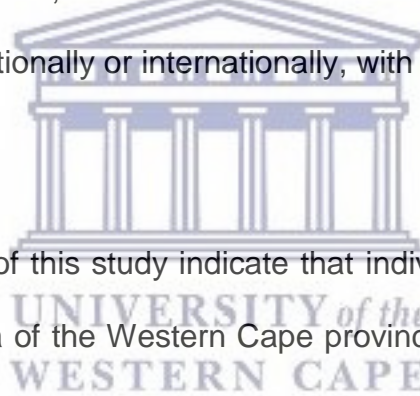 tionally or internationally, with
of this study indicate that indiv
UNIVERSITY of the
of the Western Cape provinc
WESTERN CAPE